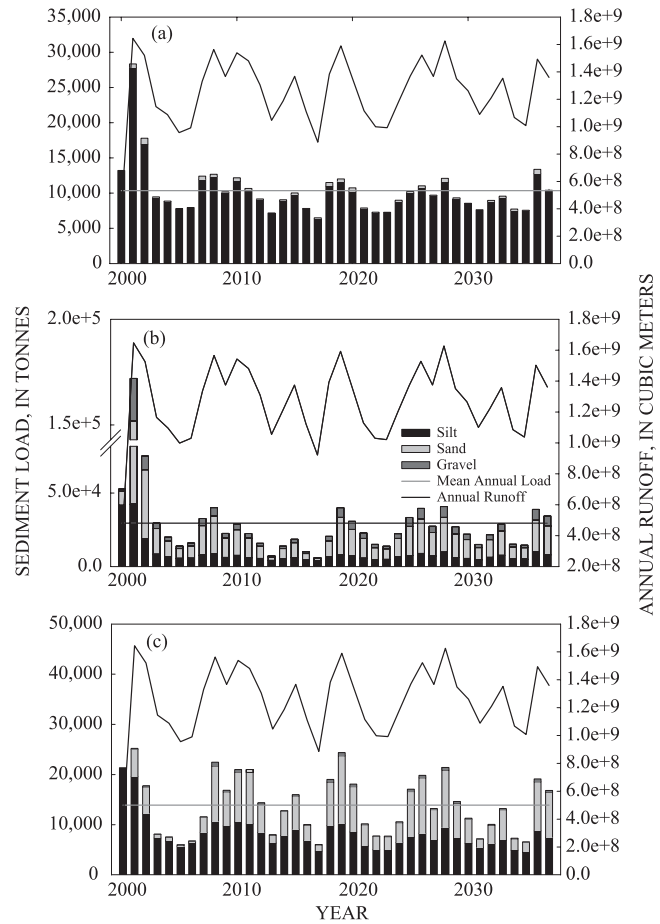 35,000
30,000
25,000
20,000
15,000
10,000
5,000
0
(a)
1.8e+9
1.6e+9
1.4e+9
1.2e+9
1.0e+9
8.0e+8
6.0e+8
4.0e+8
2.0e+8
0.0
2000 2010 2020 2030
SEDIMENT LOAD, IN TONNES
2.0e+5
1.5e+5
5.0e+4
0.0
(b)
Silt
Sand
Gravel
Mean Annual Load
Annual Runoff
1.8e+9
1.6e+9
1.4e+9
1.2e+9
1.0e+9
8.0e+8
6.0e+8
4.0e+8
2.0e+8
ANNUAL RUNOFF, IN CUBIC METERS
2000 2010 2020 2030
50,000
40,000
30,000
20,000
10,000
0
(c)
1.8e+9
1.6e+9
1.4e+9
1.2e+9
1.0e+9
8.0e+8
6.0e+8
4.0e+8
2.0e+8
0.0
2000 2010 2020 2030
YEAR